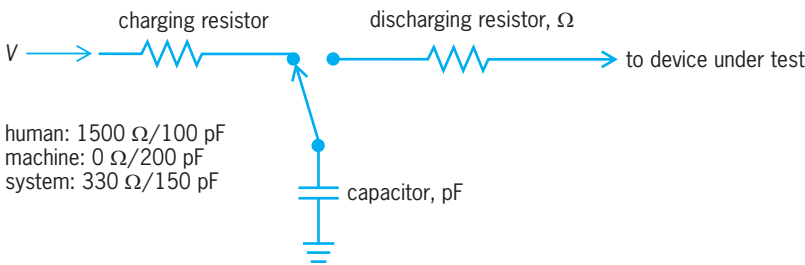 charging resistor
discharging resistor, Ω
V
to device under test
human: 1500 Ω/100 pF
machine: 0 Ω/200 pF
system: 330 Ω/150 pF
capacitor, pF